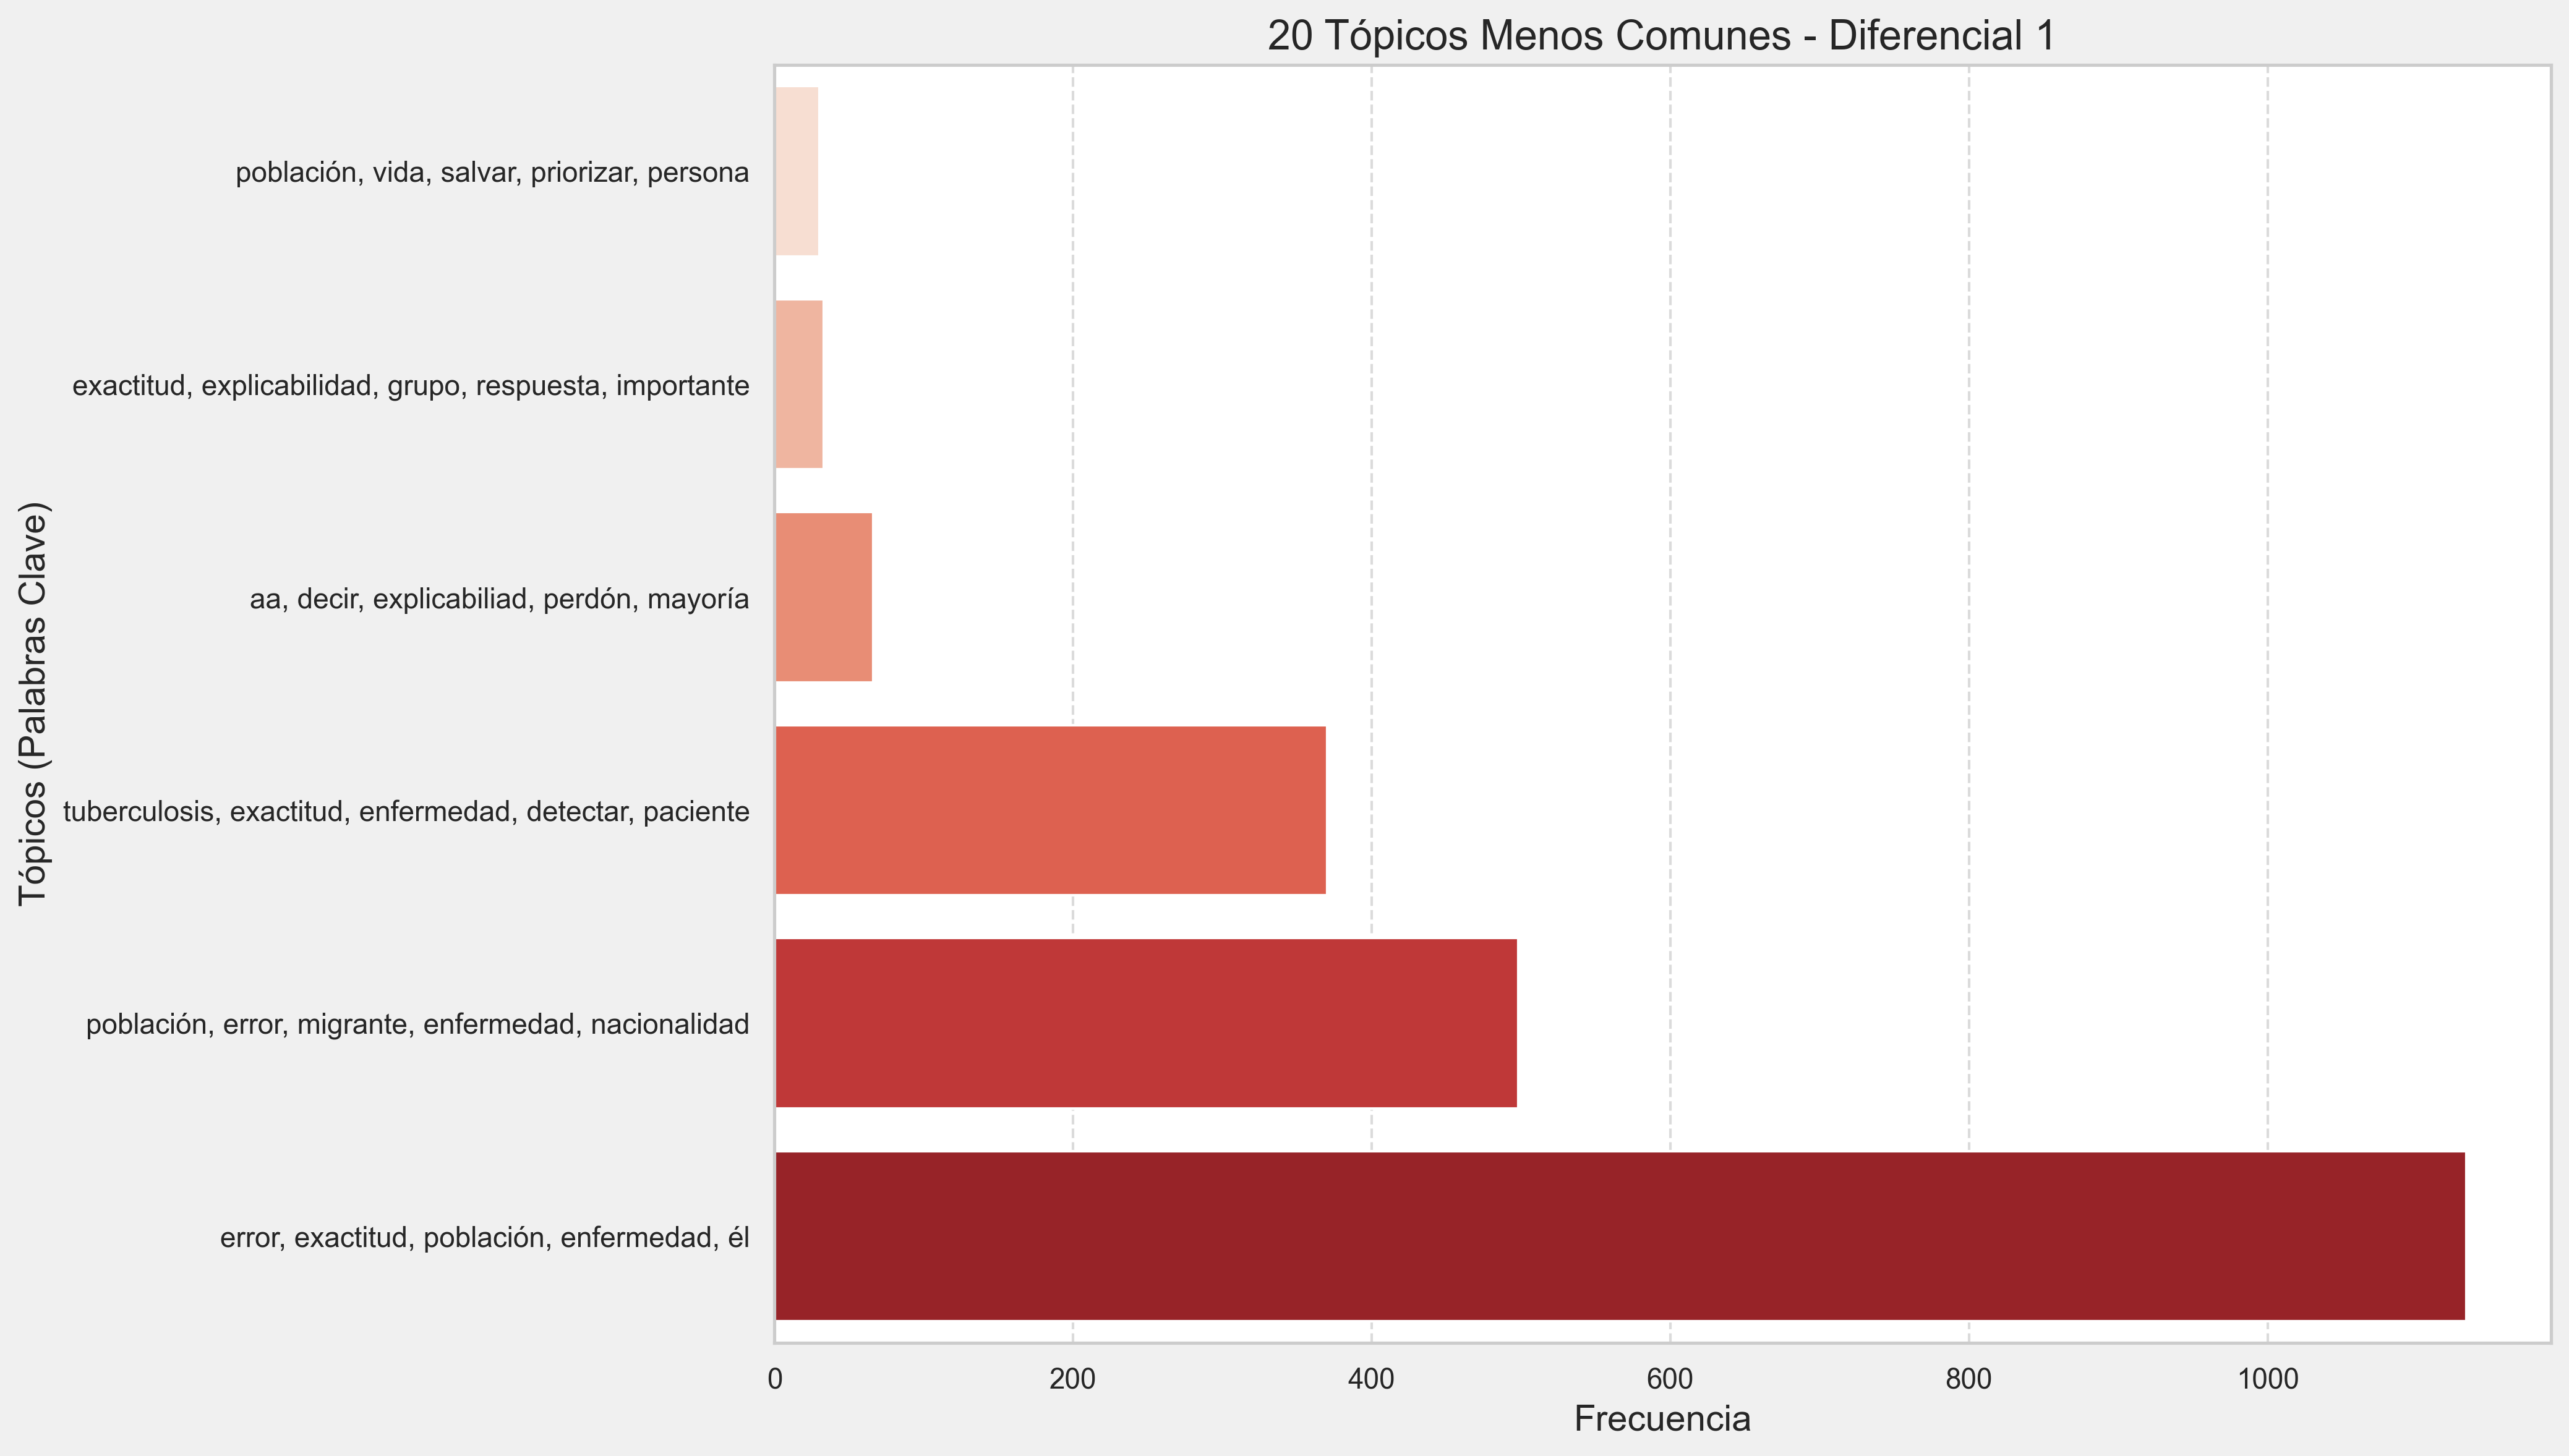 20 Tópicos Menos Comunes - Diferencial 1
Tópicos (Palabras Clave)
población, vida, salvar, priorizar, persona
exactitud, explicabilidad, grupo, respuesta, importante
aa, decir, explicabiliad, perdón, mayoría
tuberculosis, exactitud, enfermedad, detectar, paciente
población, error, migrante, enfermedad, nacionalidad
error, exactitud, población, enfermedad, él
0 200 400 600 800 1000
Frecuencia